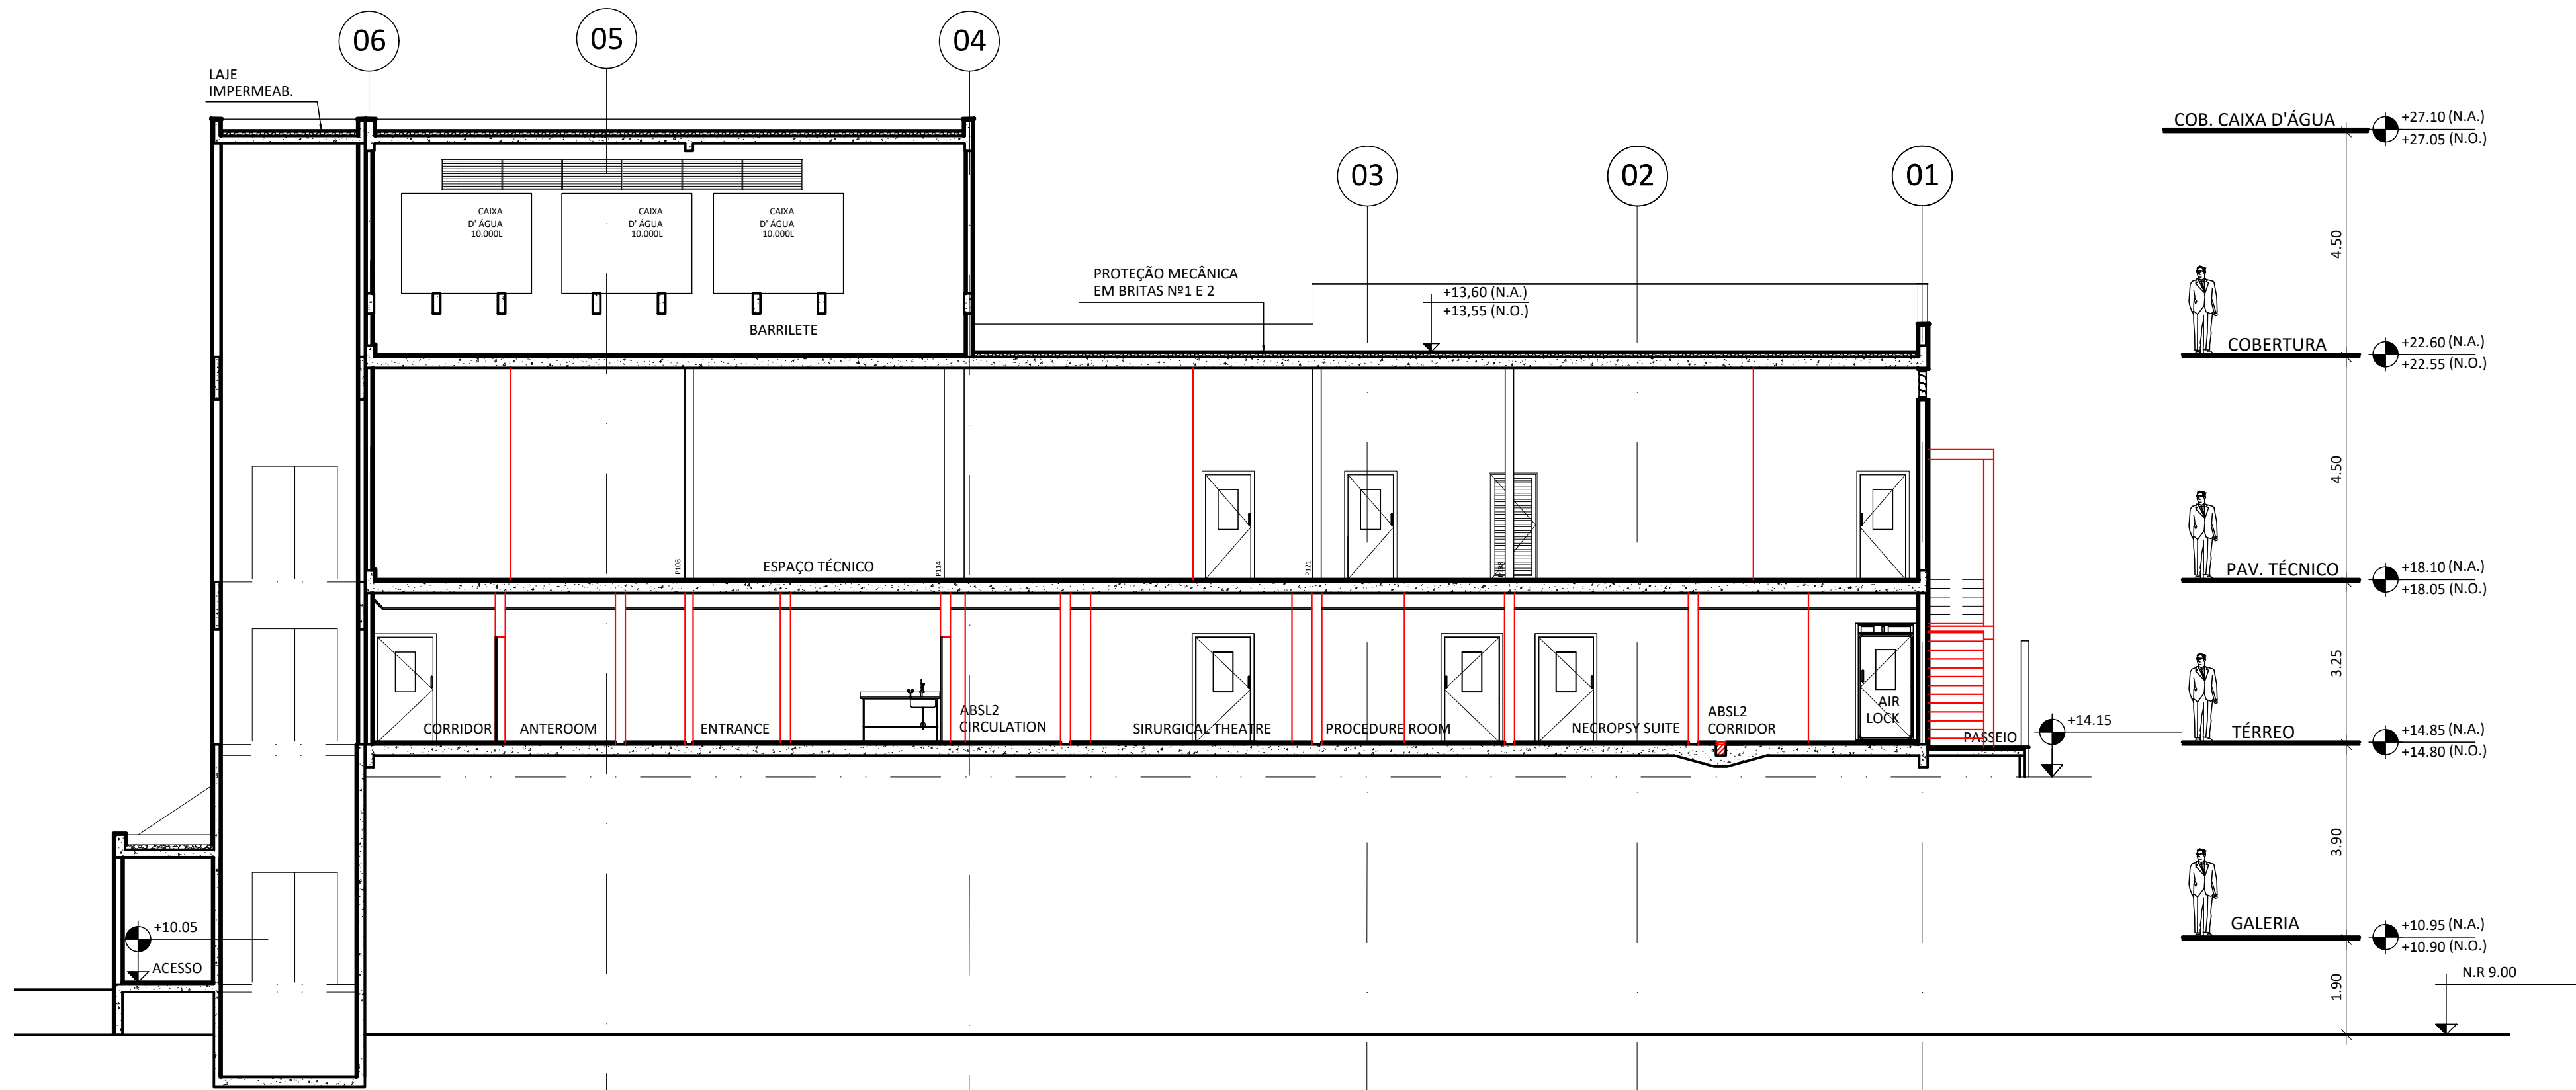 06
05
04
LAJE
IMPERMEAB.
COB. CAIXA D'ÁGUA
+27.10 (N.A.)
+27.05 (N.O.)
03
02
01
CAIXA
D' ÁGUA
10.000L
CAIXA
D' ÁGUA
10.000L
CAIXA
D' ÁGUA
10.000L
4.50
PROTEÇÃO MECÂNICA
EM BRITAS Nº1 E 2
+13,60 (N.A.)
+13,55 (N.O.)
BARRILETE
COBERTURA
+22.60 (N.A.)
+22.55 (N.O.)
4.50
P108
ESPAÇO TÉCNICO
P114
P121
PAV. TÉCNICO
+18.10 (N.A.)
+18.05 (N.O.)
3.25
CORRIDOR
ANTEROOM
ENTRANCE
ABSL2
CIRCULATION
SIRURGICAL THEATRE
PROCEDURE ROOM
NECROPSY SUITE
ABSL2
CORRIDOR
AIR
LOCK
PASSEIO
+14.15
TÉRREO
+14.85 (N.A.)
+14.80 (N.O.)
3.90
+10.05
ACESSO
GALERIA
+10.95 (N.A.)
+10.90 (N.O.)
1.90
N.R 9.00